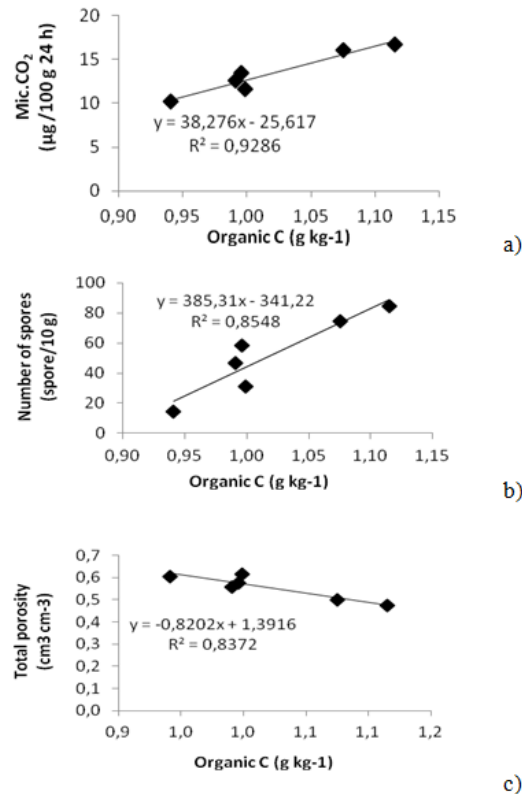 20
15
10
5
0
Mic.CO₂
(µg /100 g 24 h)
y = 38,276x - 25,617
R² = 0,9286
0,90 0,95 1,00 1,05 1,10 1,15
Organic C (g kg-1)
a)
100
80
60
40
20
0
Number of spores
(spore/10 g)
y = 385,31x - 341,22
R² = 0,8548
0,90 0,95 1,00 1,05 1,10 1,15
Organic C (g kg-1)
b)
0,7
0,6
0,5
0,4
0,3
0,2
0,1
0,0
Total porosity
(cm3 cm-3)
y = -0,8202x + 1,3916
R² = 0,8372
0,9 1,0 1,0 1,1 1,1 1,2
Organic C (g kg-1)
c)